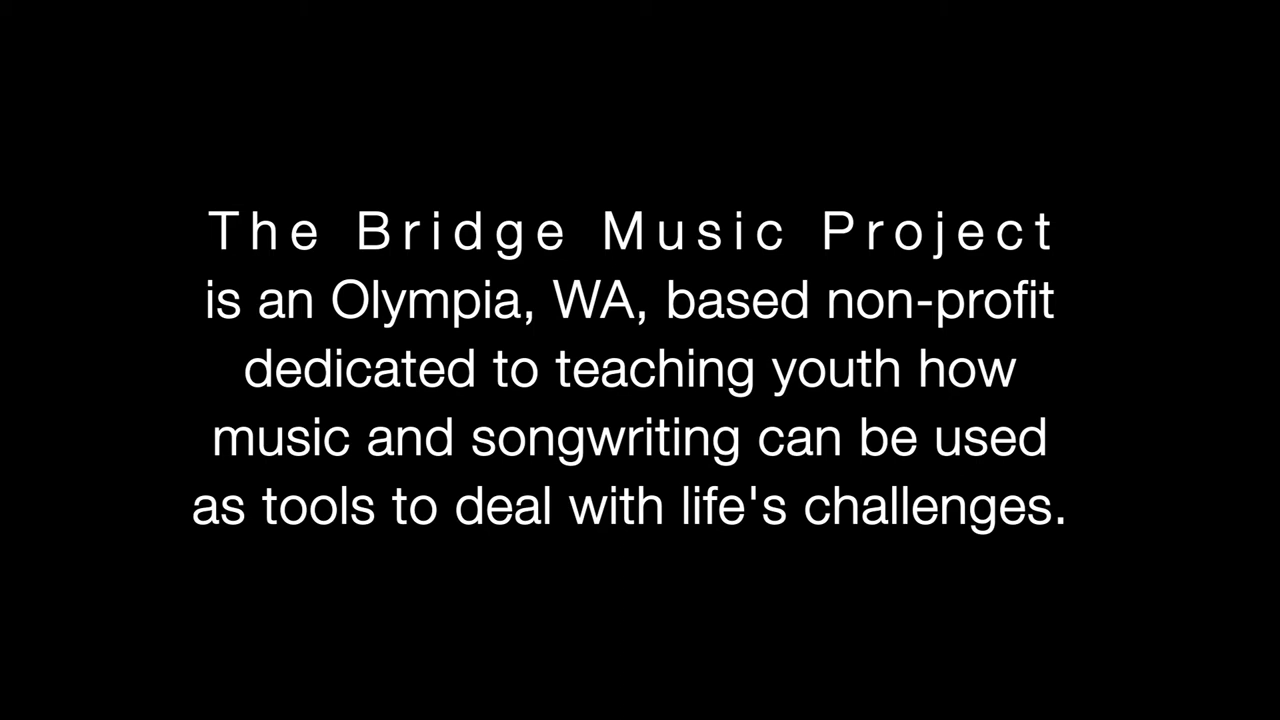 The Bridge Music Project
is an Olympia, WA, based non-profit
dedicated to teaching youth how
music and songwriting can be used
as tools to deal with life's challenges.